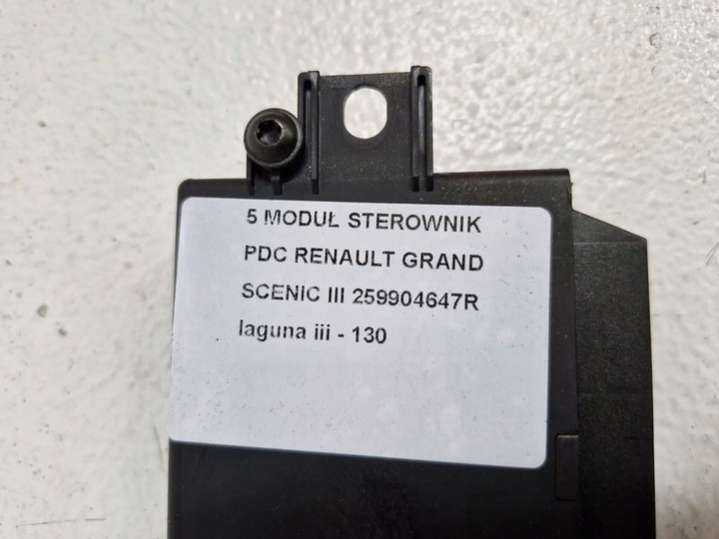 5 MODUŁ STEROWNIK
PDC RENAULT GRAND
SCENIC III 259904647R
laguna iii - 130